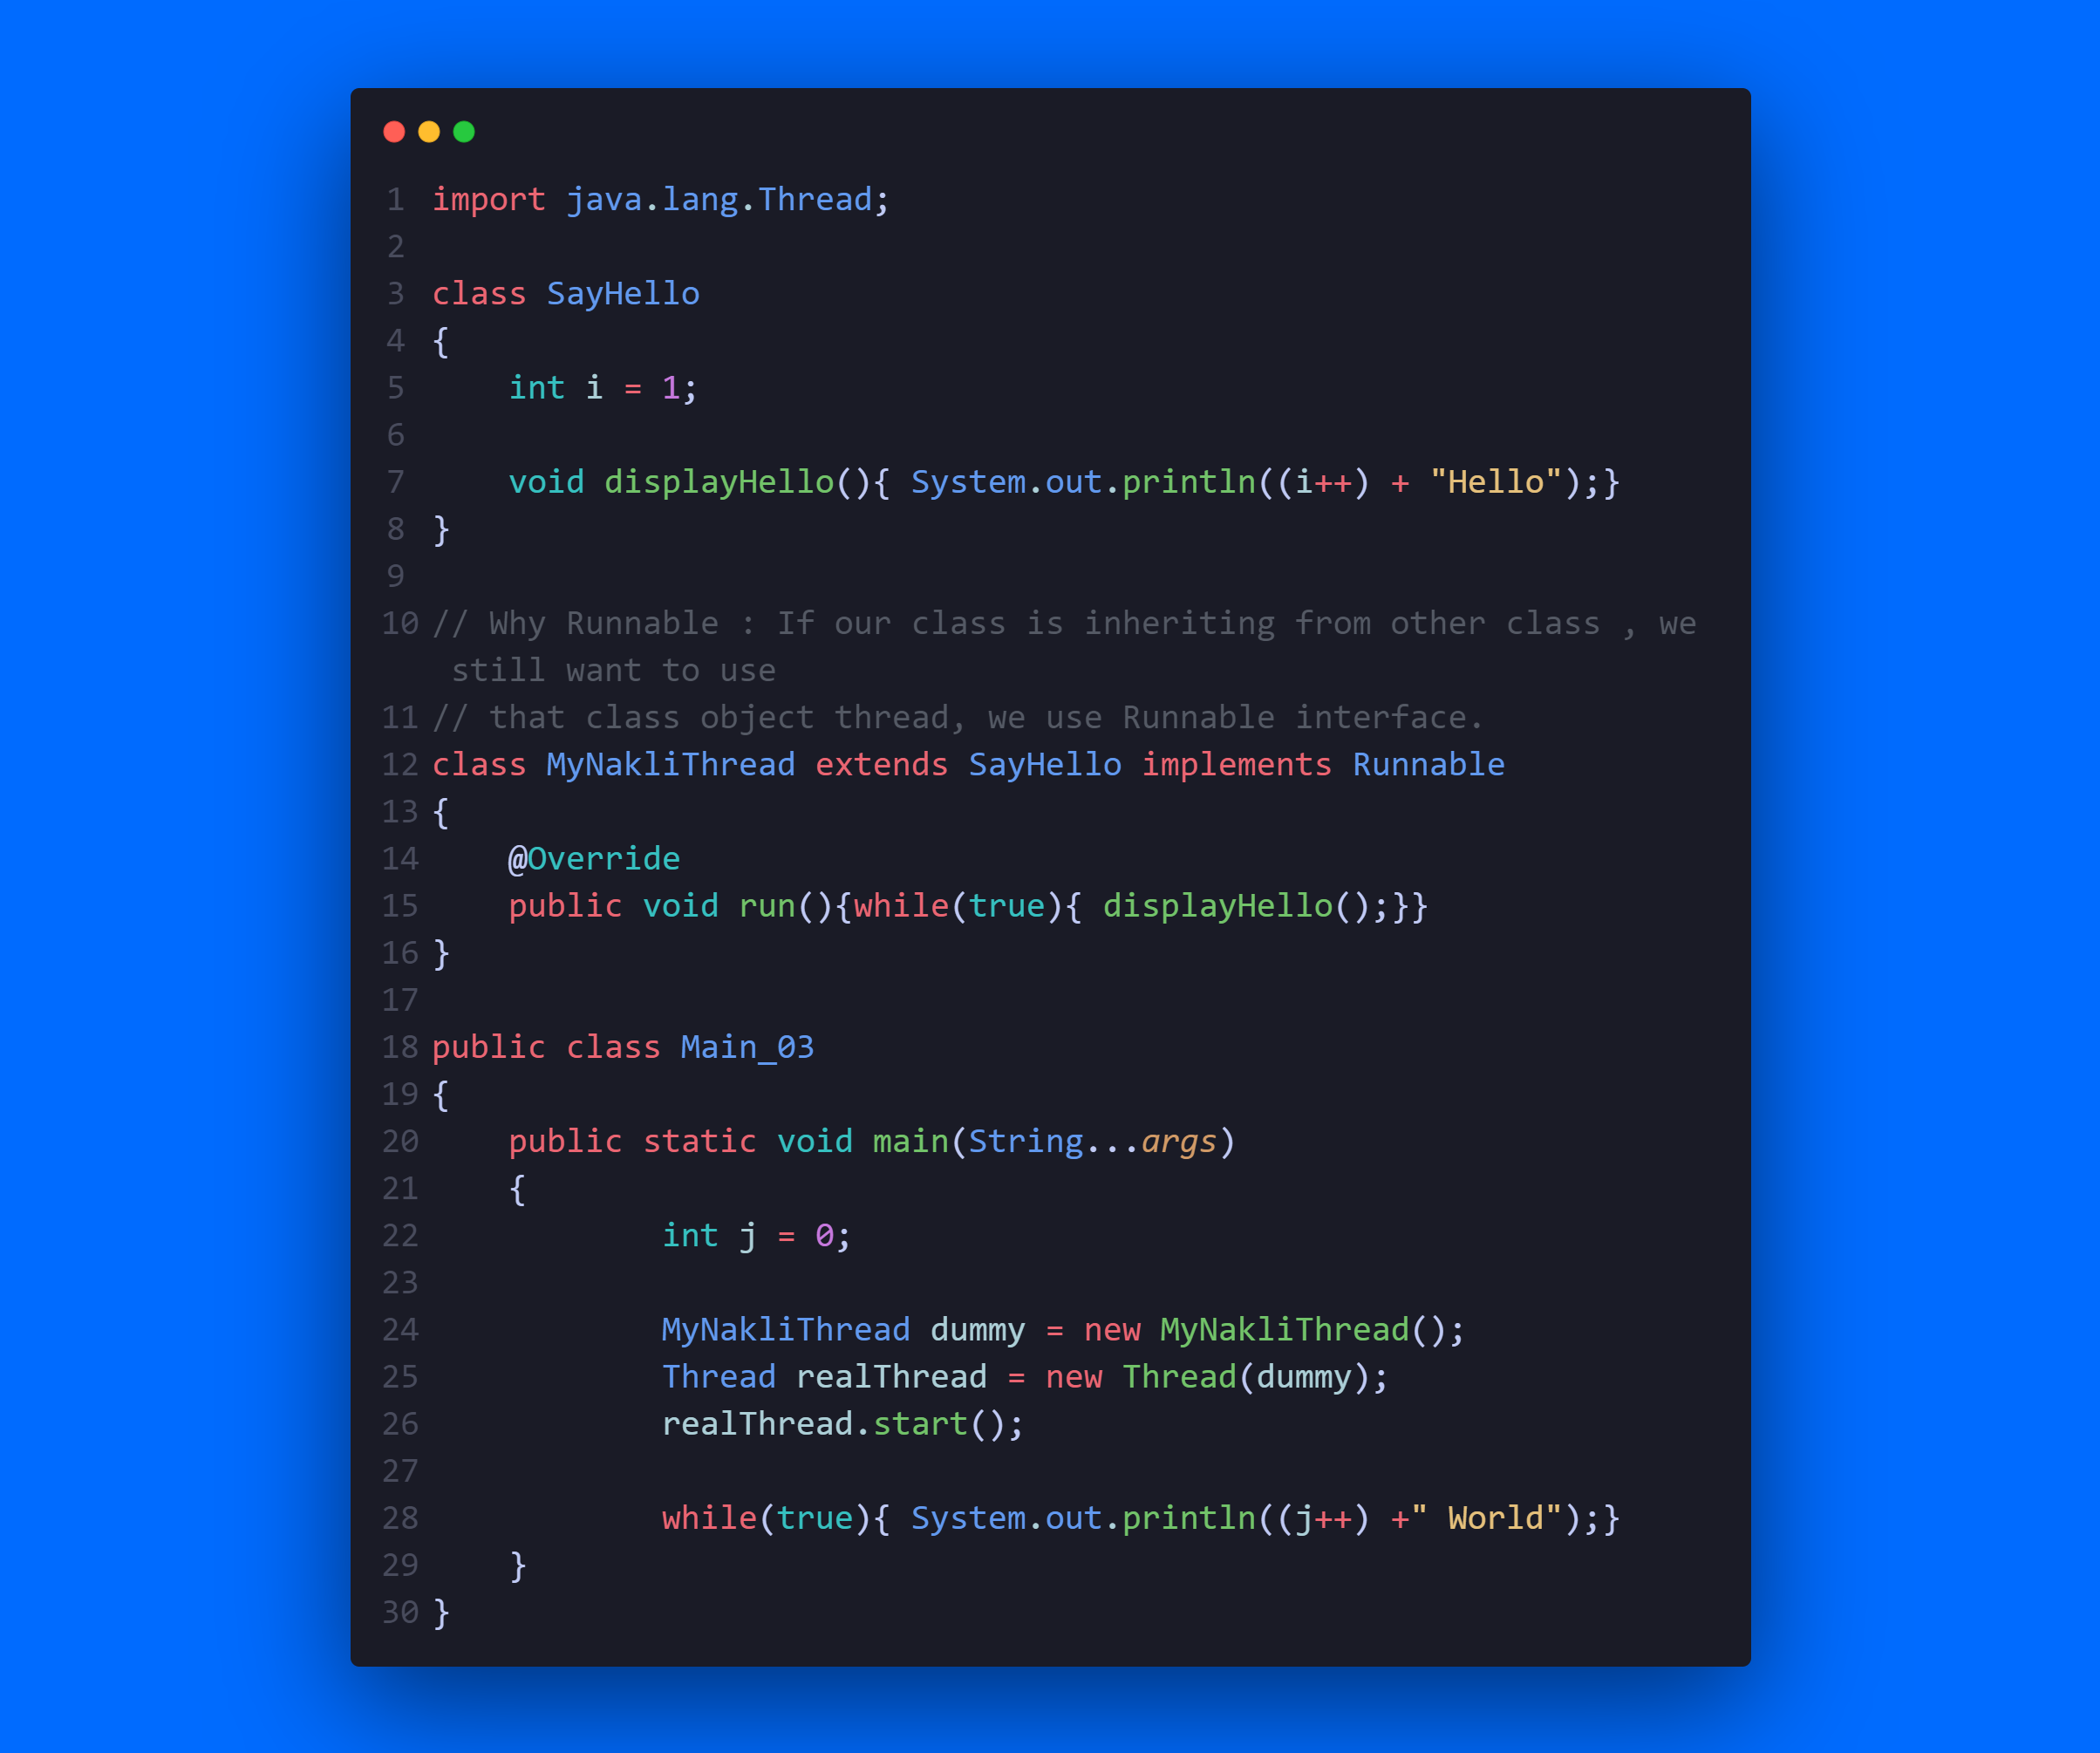 1 import java.lang.Thread;
2
3 class SayHello
4 {
5     int i = 1;
6
7     void displayHello(){ System.out.println((i++) + "Hello");}
8 }
9
10 // Why Runnable : If our class is inheriting from other class , we
 still want to use
11 // that class object thread, we use Runnable interface.
12 class MyNakliThread extends SayHello implements Runnable
13 {
14     @Override
15     public void run(){while(true){ displayHello();}}
16 }
17
18 public class Main_03
19 {
20     public static void main(String...args)
21     {
22             int j = 0;
23
24             MyNakliThread dummy = new MyNakliThread();
25             Thread realThread = new Thread(dummy);
26             realThread.start();
27
28             while(true){ System.out.println((j++) +" World");}
29     }
30 }